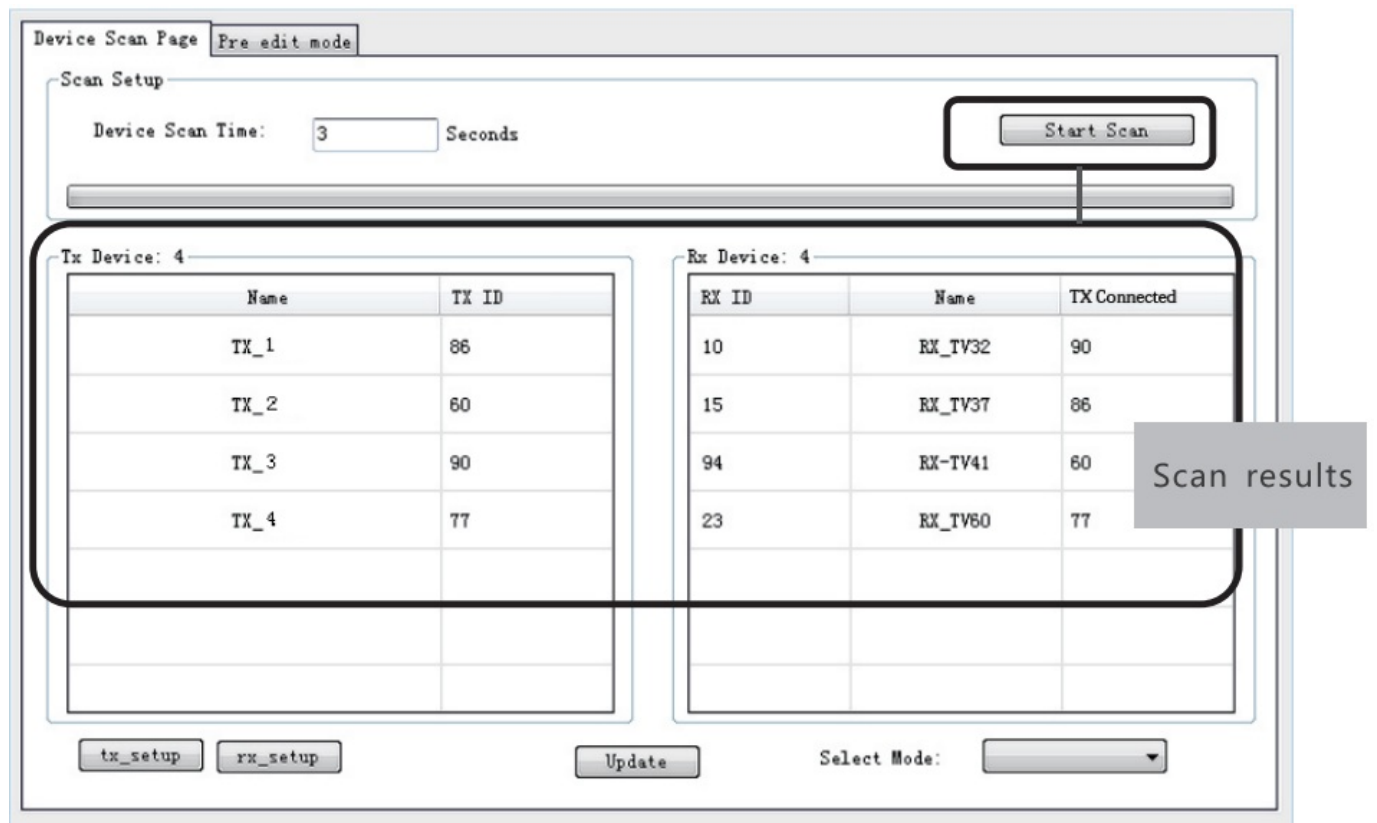 Device Scan Page Pre edit mode
Scan Setup
Device Scan Time: 3 Seconds Start Scan
Tx Device: 4
Name TX ID
TX_1 86
TX_2 60
TX_3 90
TX_4 77
Rx Device: 4
RX ID Name TX Connected
10 RX_TV32 90
15 RX_TV37 86
94 RX-TV41 60
23 RX_TV60 77
Scan results
tx_setup rx_setup Update Select Mode: